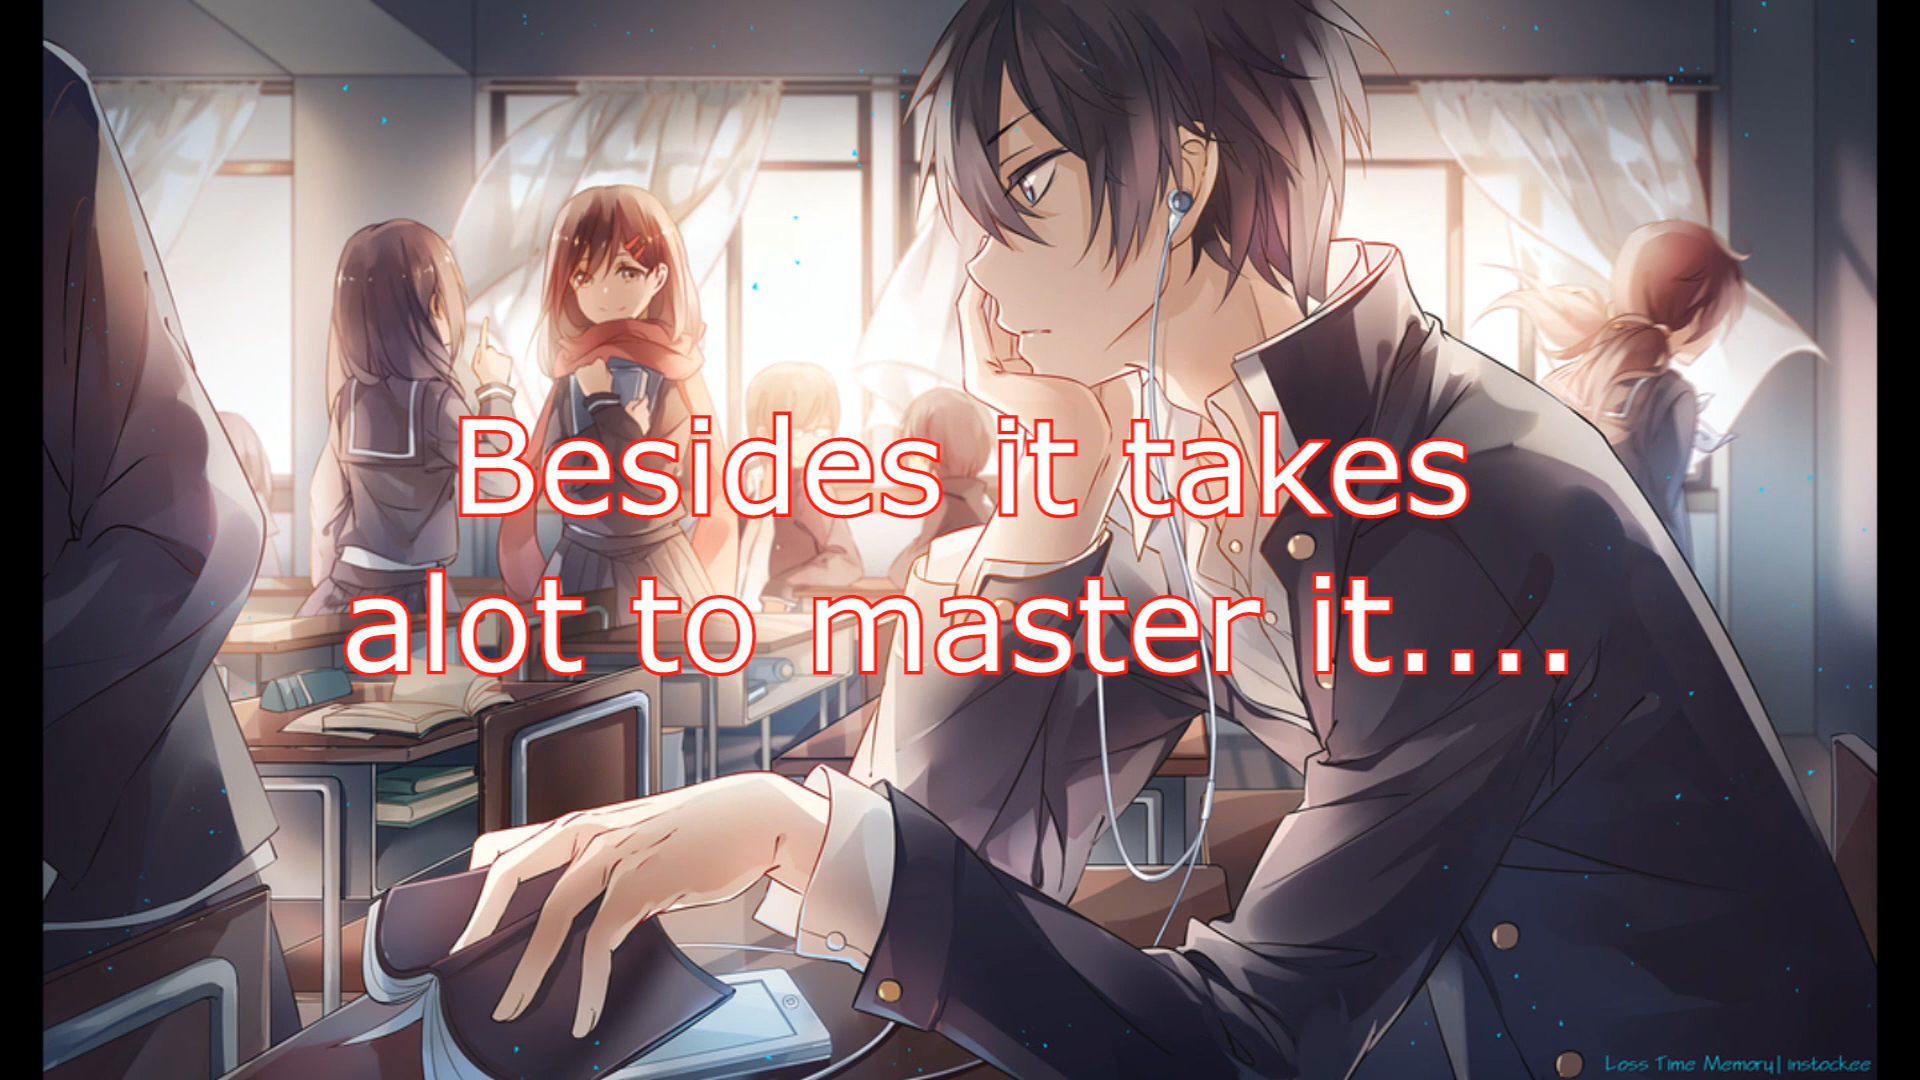 Besides it takes
alot to master it....
Loss Time Memory| instockee